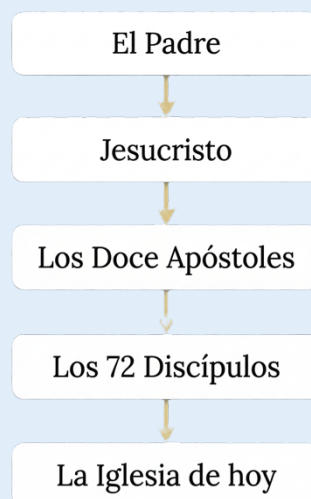 El Padre
Jesucristo
Los Doce Apóstoles
Los 72 Discípulos
La Iglesia de hoy